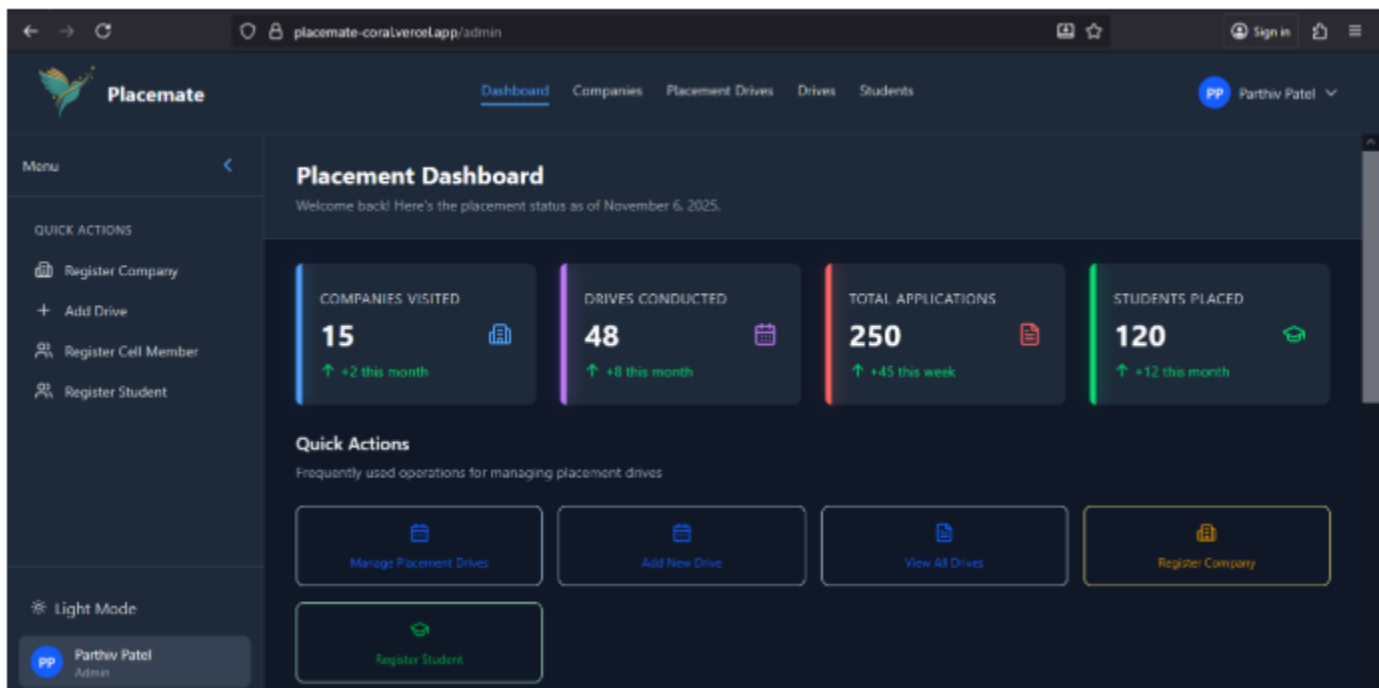 placemate-coral.vercel.app/admin
Sign in
Placemate
Dashboard Companies Placement Drives Drives Students
PP Parthiv Patel
Menu
QUICK ACTIONS
Register Company
Add Drive
Register Cell Member
Register Student
Light Mode
PP Parthiv Patel
Admin
Placement Dashboard
Welcome back! Here's the placement status as of November 6, 2025.
COMPANIES VISITED
15
↑ +2 this month
DRIVES CONDUCTED
48
↑ +8 this month
TOTAL APPLICATIONS
250
↑ +45 this week
STUDENTS PLACED
120
↑ +12 this month
Quick Actions
Frequently used operations for managing placement drives
Manage Placement Drives
Add New Drive
View All Drives
Register Company
Register Student